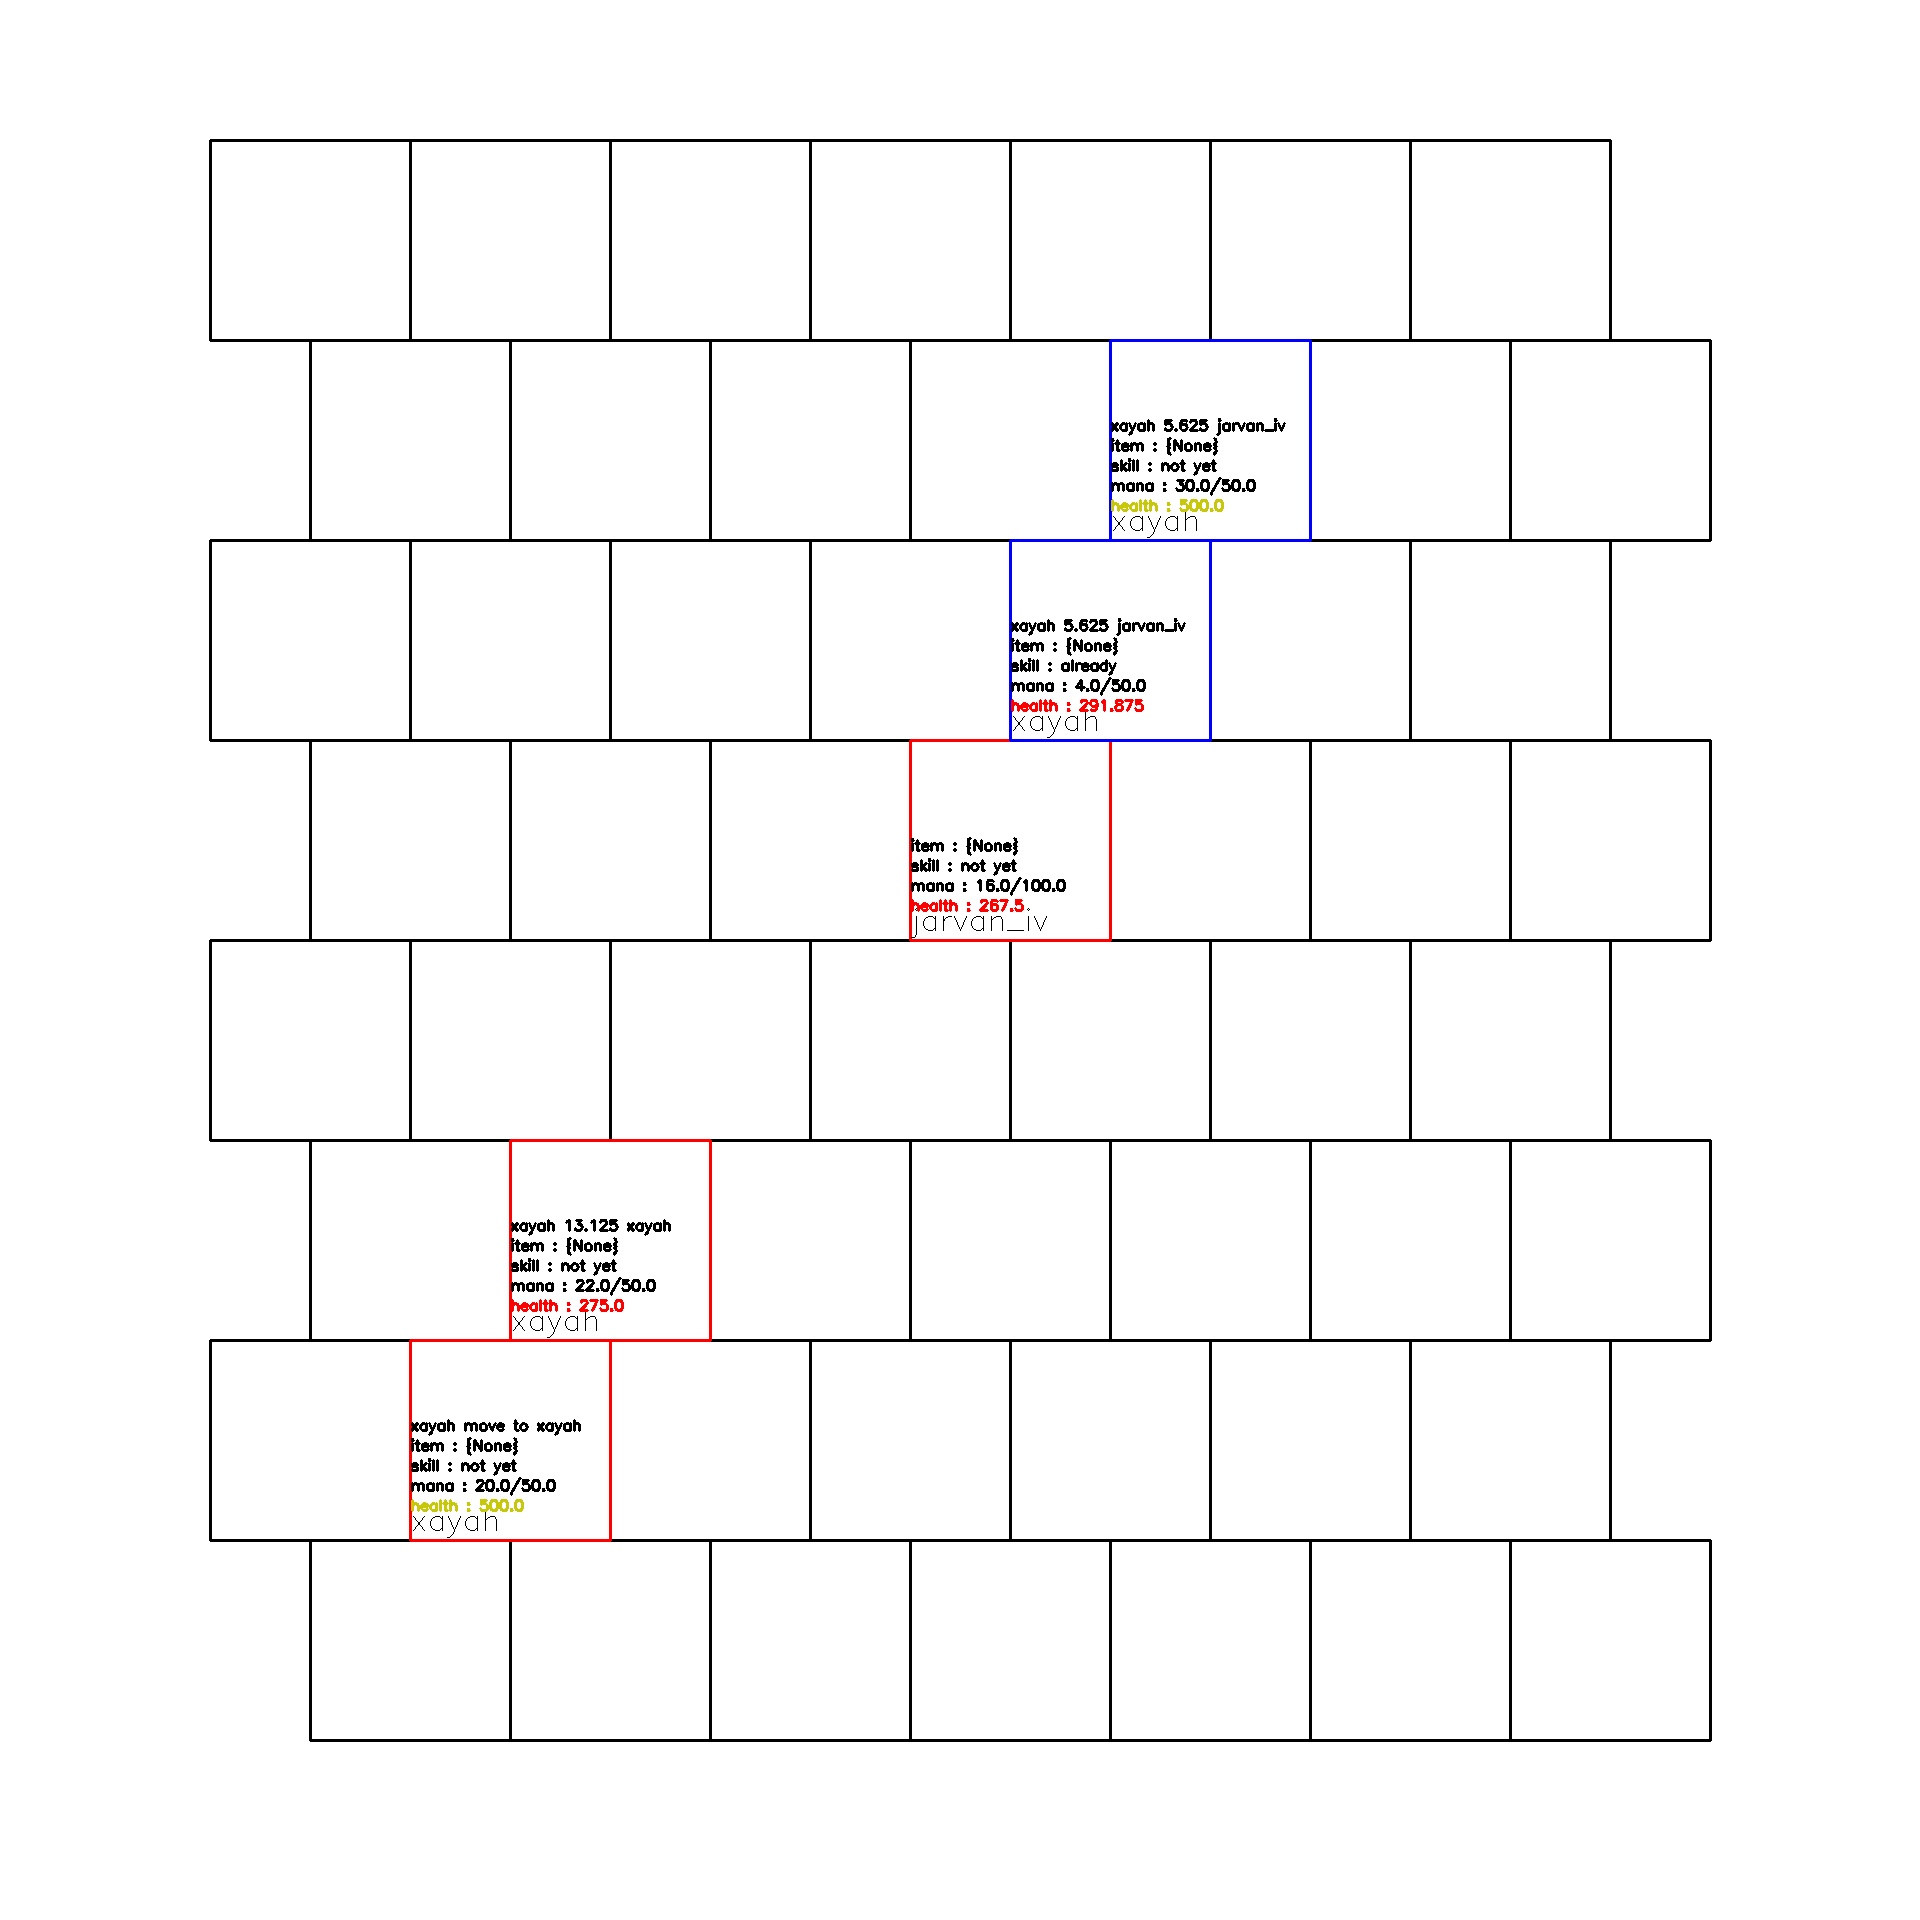 xayah 5.625 jarvan_iv
item : {None}
skill : not yet
mana : 30.0/50.0
health : 500.0
xayah
xayah 5.625 jarvan_iv
item : {None}
skill : already
mana : 4.0/50.0
health : 291.875
xayah
item : {None}
skill : not yet
mana : 16.0/100.0
health : 267.5
jarvan_iv
xayah 13.125 xayah
item : {None}
skill : not yet
mana : 22.0/50.0
health : 275.0
xayah
xayah move to xayah
item : {None}
skill : not yet
mana : 20.0/50.0
health : 500.0
xayah